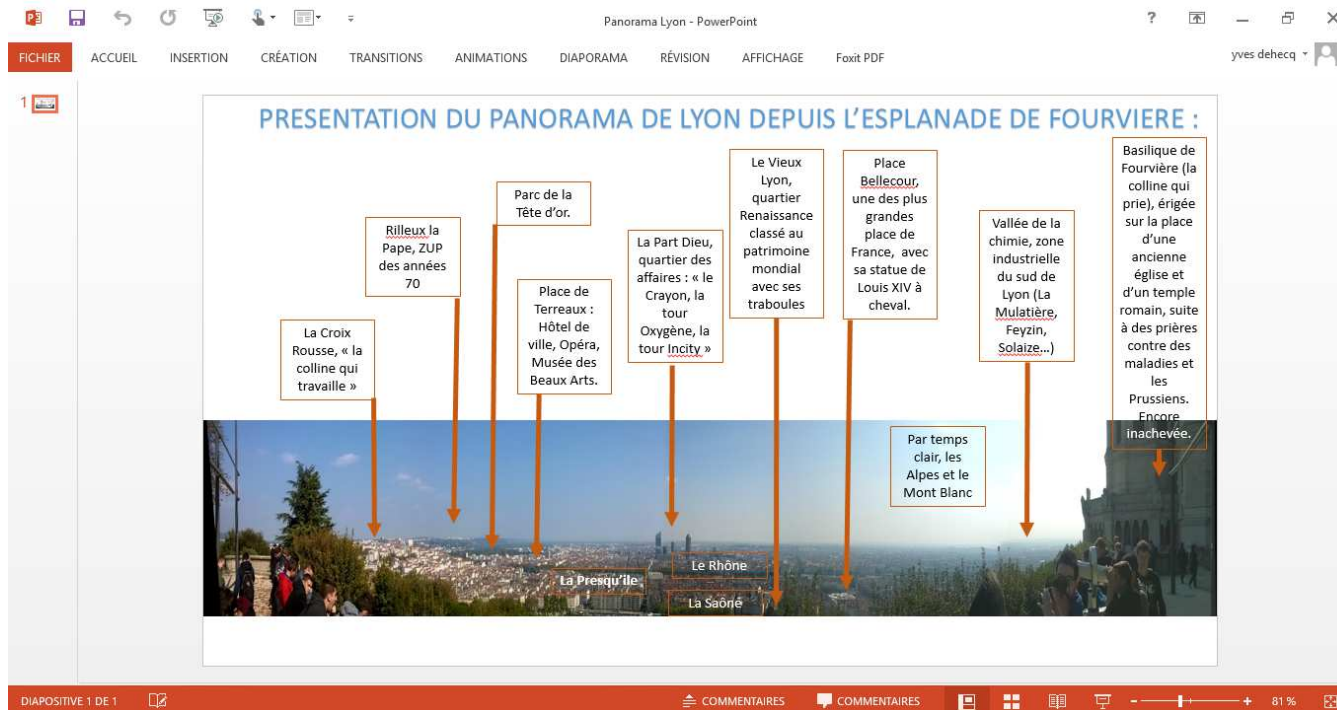 Panorama Lyon - PowerPoint
?
FICHIER ACCUEIL INSERTION CRÉATION TRANSITIONS ANIMATIONS DIAPORAMA RÉVISION AFFICHAGE Foxit PDF
yves dehecq
1
PRESENTATION DU PANORAMA DE LYON DEPUIS L'ESPLANADE DE FOURVIERE :
La Croix
Rousse, « la
colline qui
travaille »
Rilleux la
Pape, ZUP
des années
70
Parc de la
Tête d'or.
Place de
Terreaux :
Hôtel de
ville, Opéra,
Musée des
Beaux Arts.
La Part Dieu,
quartier des
affaires : « le
Crayon, la
tour
Oxygène, la
tour Incity »
Le Vieux
Lyon,
quartier
Renaissance
classé au
patrimoine
mondial
avec ses
traboules
Place
Bellecour,
une des plus
grandes
place de
France, avec
sa statue de
Louis XIV à
cheval.
Vallée de la
chimie, zone
industrielle
du sud de
Lyon (La
Mulatière,
Feyzin,
Solaize...)
Basilique de
Fourvière (la
colline qui
prie), érigée
sur la place
d'une
ancienne
église et
d'un temple
romain, suite
à des prières
contre des
maladies et
les
Prussiens.
Encore
inachevée.
Par temps
clair, les
Alpes et le
Mont Blanc
La Presqu'ile
Le Rhône
La Saône
DIAPOSITIVE 1 DE 1
COMMENTAIRES
COMMENTAIRES
81 %